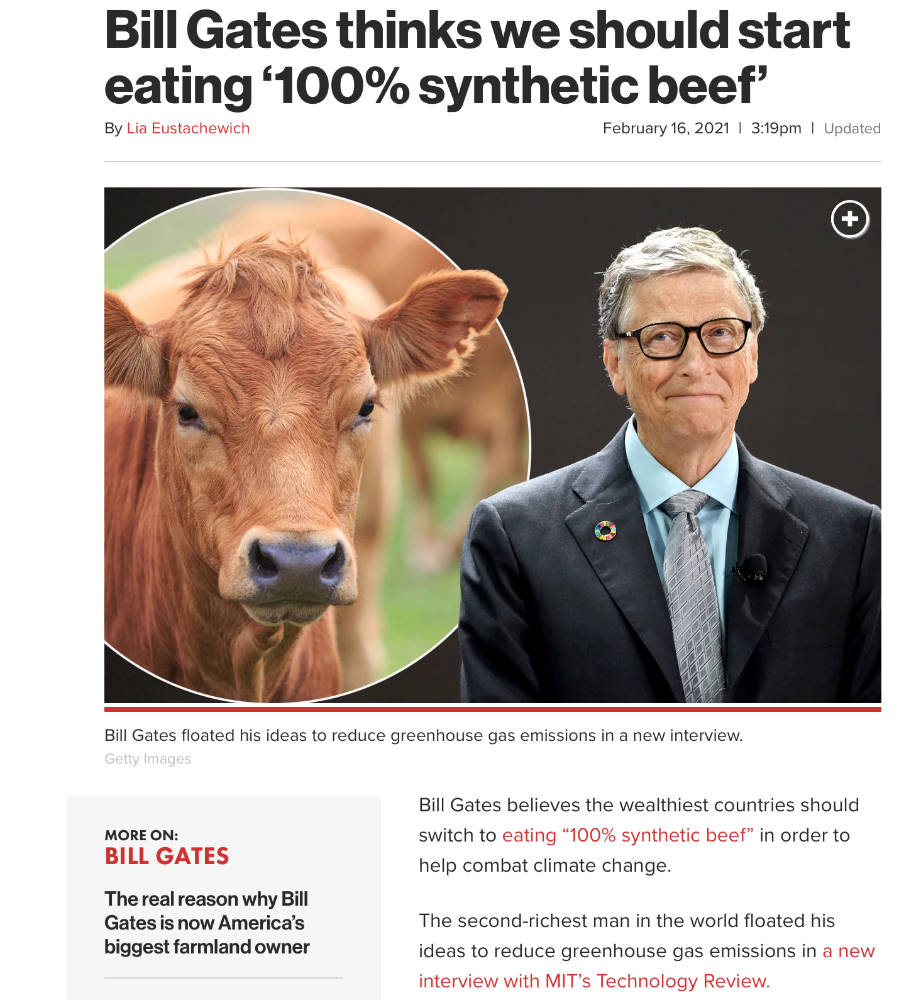 Bill Gates thinks we should start
eating ‘100% synthetic beef’
By Lia Eustachewich
February 16, 2021 | 3:19pm | Updated
Bill Gates floated his ideas to reduce greenhouse gas emissions in a new interview.
Getty Images
MORE ON:
BILL GATES
The real reason why Bill
Gates is now America’s
biggest farmland owner
Bill Gates believes the wealthiest countries should
switch to eating “100% synthetic beef” in order to
help combat climate change.
The second-richest man in the world floated his
ideas to reduce greenhouse gas emissions in a new
interview with MIT’s Technology Review.